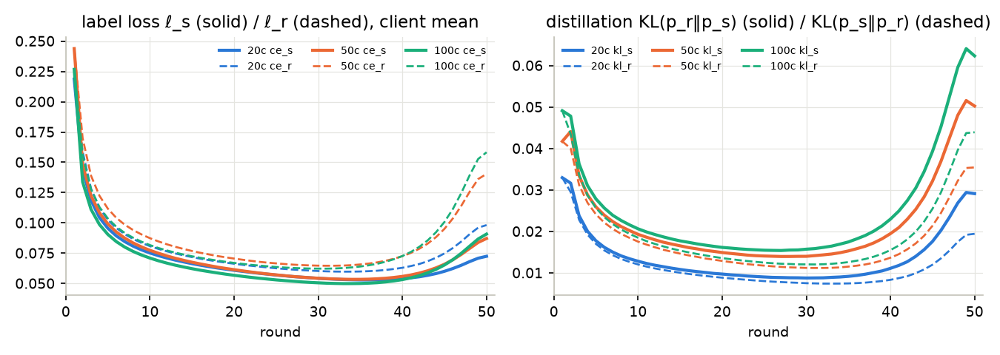 label loss ℓ_s (solid) / ℓ_r (dashed), client mean
20c ce_s 50c ce_s 100c ce_s
20c ce_r 50c ce_r 100c ce_r
0.250
0.225
0.200
0.175
0.150
0.125
0.100
0.075
0.050
0 10 20 30 40 50
round
distillation KL(p_r‖p_s) (solid) / KL(p_s‖p_r) (dashed)
20c kl_s 50c kl_s 100c kl_s
20c kl_r 50c kl_r 100c kl_r
0.06
0.05
0.04
0.03
0.02
0.01
0 10 20 30 40 50
round